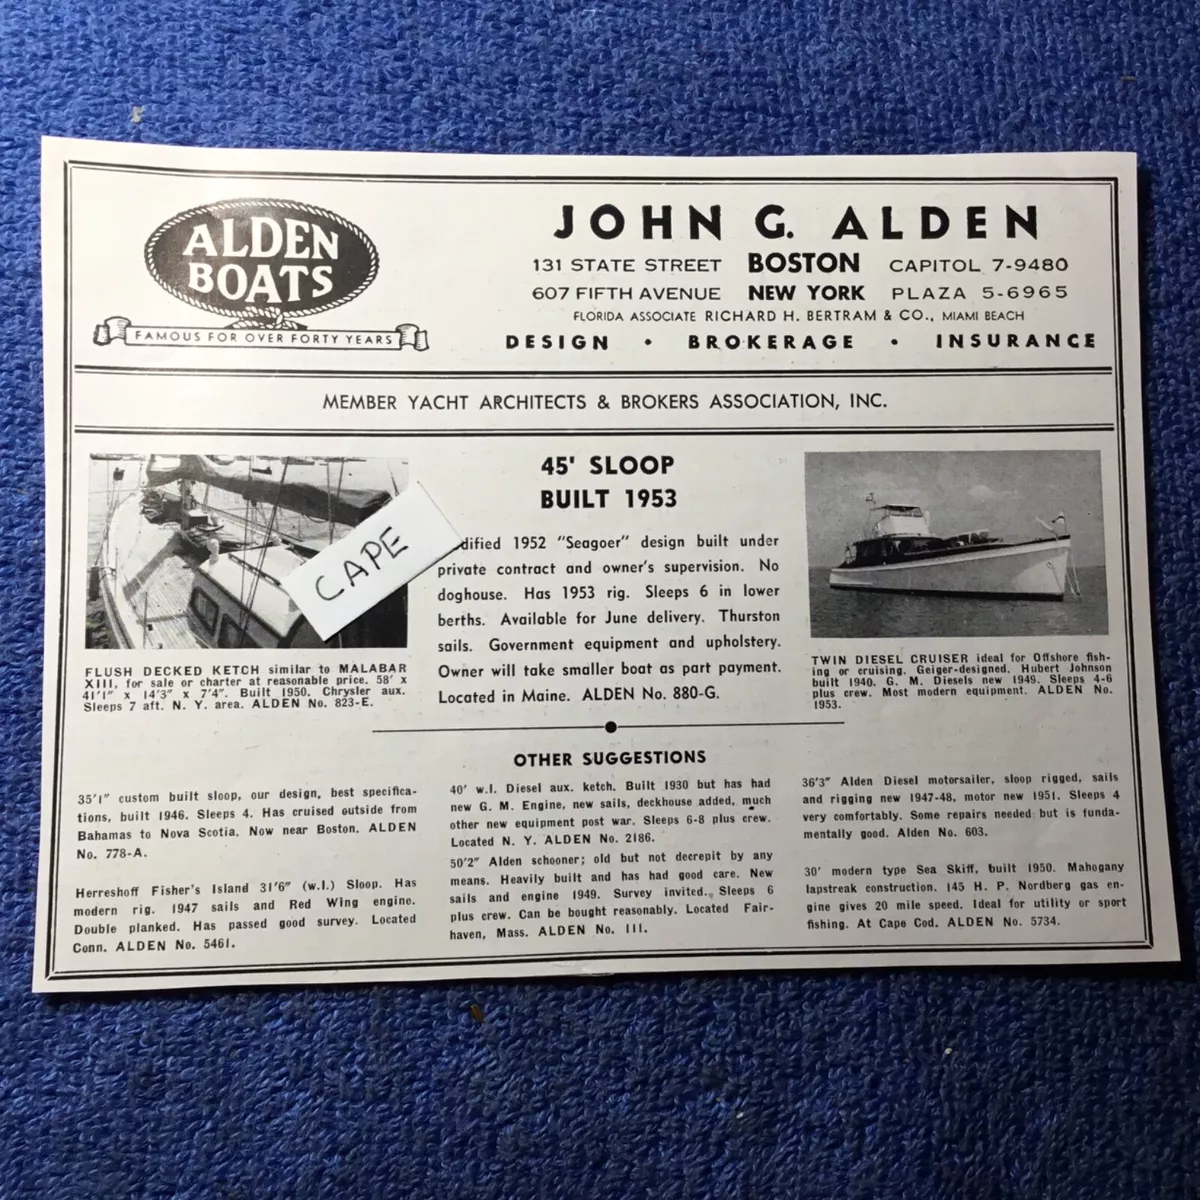 ALDEN
BOATS
FAMOUS FOR OVER FORTY YEARS
JOHN G. ALDEN
131 STATE STREET BOSTON CAPITOL 7-9480
607 FIFTH AVENUE NEW YORK PLAZA 5-6965
FLORIDA ASSOCIATE RICHARD H. BERTRAM & CO., MIAMI BEACH
DESIGN • BROKERAGE • INSURANCE
MEMBER YACHT ARCHITECTS & BROKERS ASSOCIATION, INC.
CAPE
FLUSH DECKED KETCH similar to MALABAR
XIII, for sale or charter at reasonable price. 58' x
41'1" x 14'3" x 7'4". Built 1950. Chrysler aux.
Sleeps 7 aft. N. Y. area. ALDEN No. 823-E.
45' SLOOP
BUILT 1953
1952 "Seagoer" design built under
private contract and owner's supervision. No
doghouse. Has 1953 rig. Sleeps 6 in lower
berths. Available for June delivery. Thurston
sails. Government equipment and upholstery.
Owner will take smaller boat as part payment.
Located in Maine. ALDEN No. 880-G.
TWIN DIESEL CRUISER ideal for Offshore fish-
ing or cruising. Geiger-designed. Hubert Johnson
built 1940. G. M. Diesels new 1949. Sleeps 4-6
plus crew. Most modern equipment. ALDEN No.
1953.
OTHER SUGGESTIONS
35'1" custom built sloop, our design, best specifica-
tions, built 1946. Sleeps 4. Has cruised outside from
Bahamas to Nova Scotia. Now near Boston. ALDEN
No. 778-A.
Herreshoff Fisher's Island 31'6" (w.l.) Sloop. Has
modern rig. 1947 sails and Red Wing engine.
Double planked. Has passed good survey. Located
Conn. ALDEN No. 5461.
40' w.l. Diesel aux. ketch. Built 1930 but has had
new G. M. Engine, new sails, deckhouse added, much
other new equipment post war. Sleeps 6-8 plus crew.
Located N. Y. ALDEN No. 2186.
50'2" Alden schooner; old but not decrepit by any
means. Heavily built and has had good care. New
sails and engine 1949. Survey invited. Sleeps 6
plus crew. Can be bought reasonably. Located Fair-
haven, Mass. ALDEN No. 111.
36'3" Alden Diesel motorsailer, sloop rigged, sails
and rigging new 1947-48, motor new 1951. Sleeps 4
very comfortably. Some repairs needed but is funda-
mentally good. Alden No. 603.
30' modern type Sea Skiff, built 1950. Mahogany
lapstreak construction. 145 H. P. Nordberg gas en-
gine gives 20 mile speed. Ideal for utility or sport
fishing. At Cape Cod. ALDEN No. 5734.